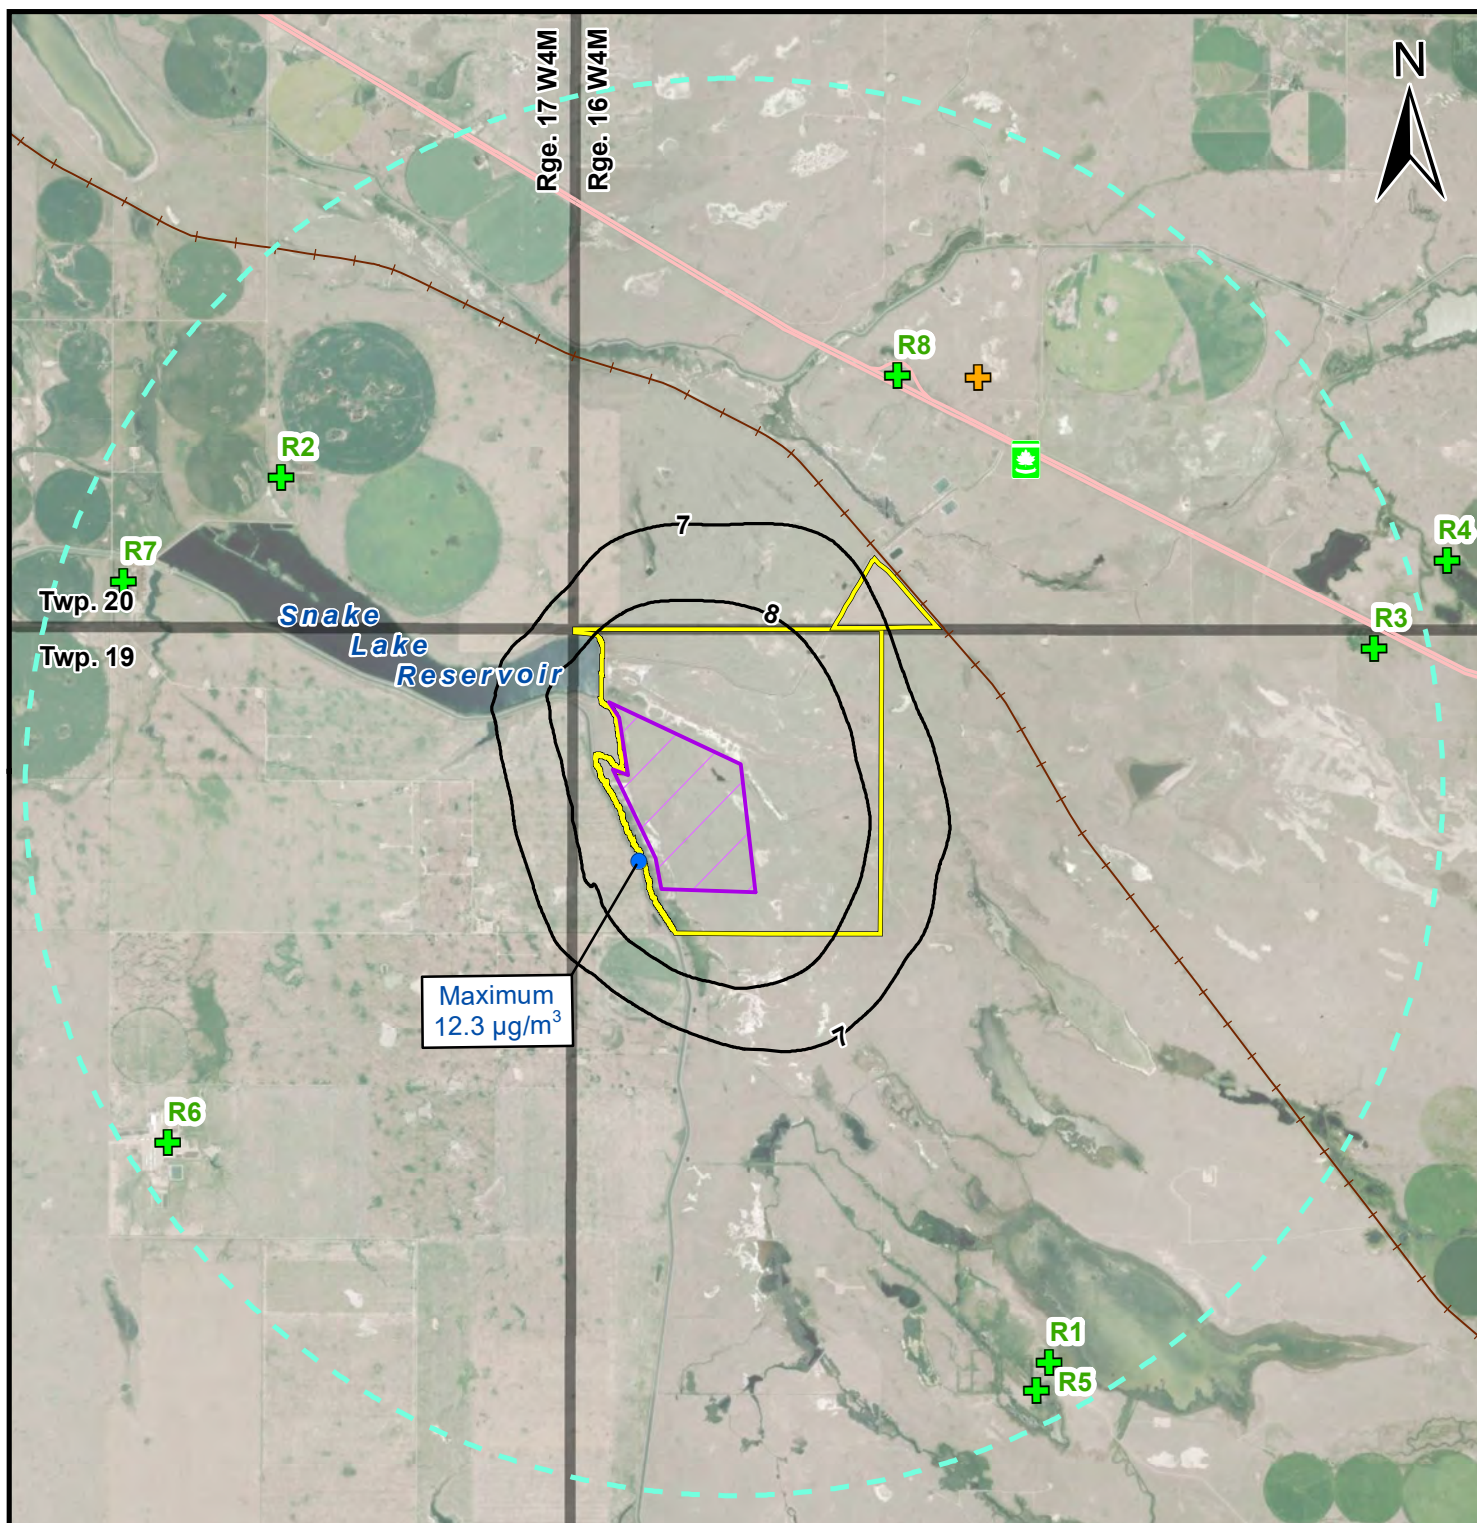 Rge. 17 W4M
Rge. 16 W4M
N
R8
R2
R4
R7
Twp. 20
Snake
Lake
Reservoir
Twp. 19
R3
7
8
Maximum
12.3 µg/m³
7
R6
R1
R5